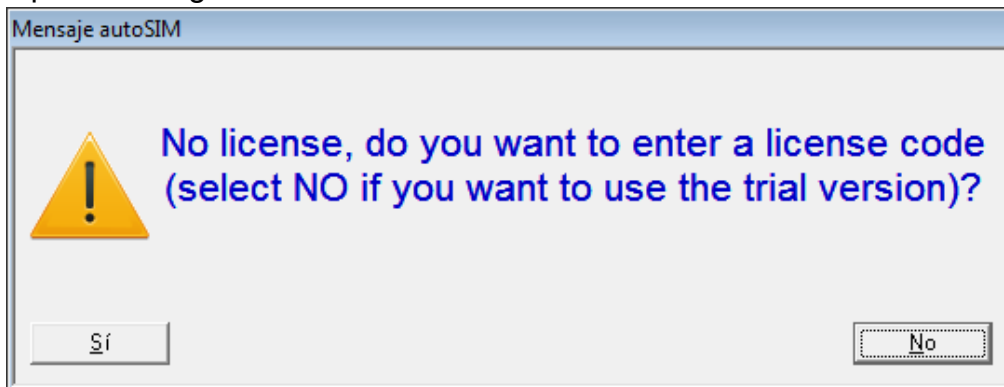 Mensaje autoSIM
No license, do you want to enter a license code
(select NO if you want to use the trial version)?
Sí
No